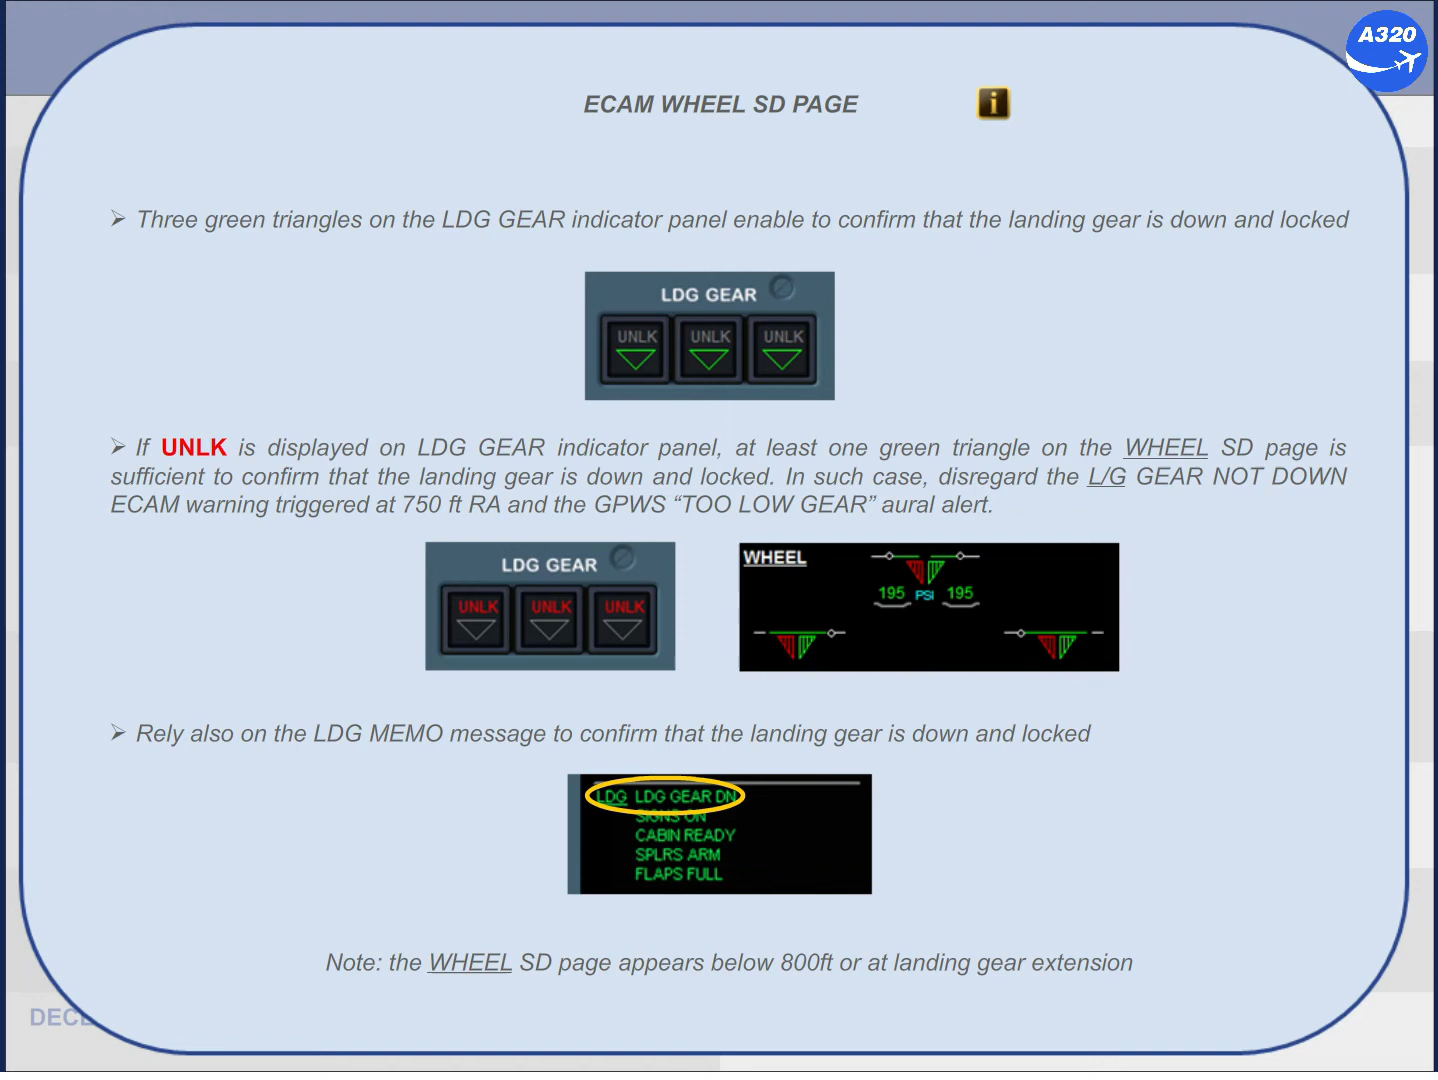 A320
ECAM WHEEL SD PAGE
i
➢ Three green triangles on the LDG GEAR indicator panel enable to confirm that the landing gear is down and locked
LDG GEAR
UNLK UNLK UNLK
➢ If UNLK is displayed on LDG GEAR indicator panel, at least one green triangle on the WHEEL SD page is
sufficient to confirm that the landing gear is down and locked. In such case, disregard the L/G GEAR NOT DOWN
ECAM warning triggered at 750 ft RA and the GPWS “TOO LOW GEAR” aural alert.
LDG GEAR
UNLK UNLK UNLK
WHEEL
195 PSI 195
➢ Rely also on the LDG MEMO message to confirm that the landing gear is down and locked
LDG LDG GEAR DN
SIGNS ON
CABIN READY
SPLRS ARM
FLAPS FULL
Note: the WHEEL SD page appears below 800ft or at landing gear extension